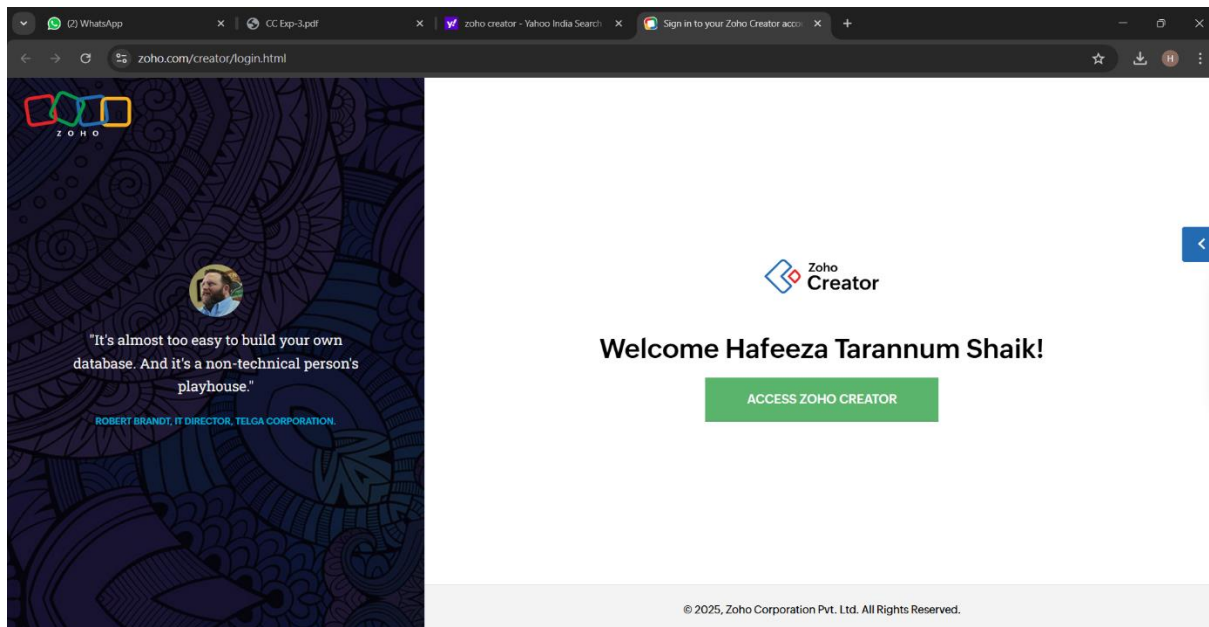 (2) WhatsApp
CC Exp-3.pdf
zoho creator - Yahoo India Search
Sign in to your Zoho Creator acco
zoho.com/creator/login.html
H
ZOHO
"It's almost too easy to build your own
database. And it's a non-technical person's
playhouse."
ROBERT BRANDT, IT DIRECTOR, TELGA CORPORATION.
Zoho
Creator
Welcome Hafeeza Tarannum Shaik!
ACCESS ZOHO CREATOR
© 2025, Zoho Corporation Pvt. Ltd. All Rights Reserved.